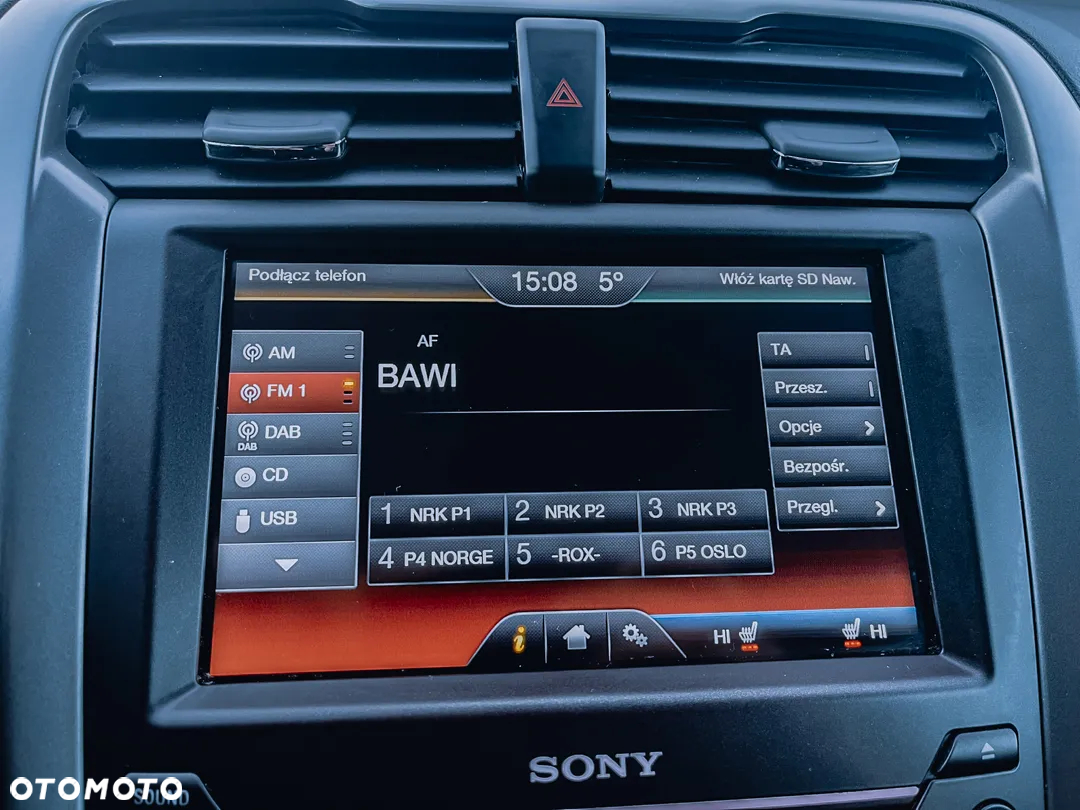 Podłącz telefon 15:08 5° Włóż kartę SD Naw.
AM
FM 1
DAB
DAB
CD
USB
AF
BAWI
TA
Przesz.
Opcje
Bezpośr.
Przegl.
1 NRK P1 2 NRK P2 3 NRK P3
4 P4 NORGE 5 -ROX- 6 P5 OSLO
i
HI HI
SONY
SOUND
OTOMOTO